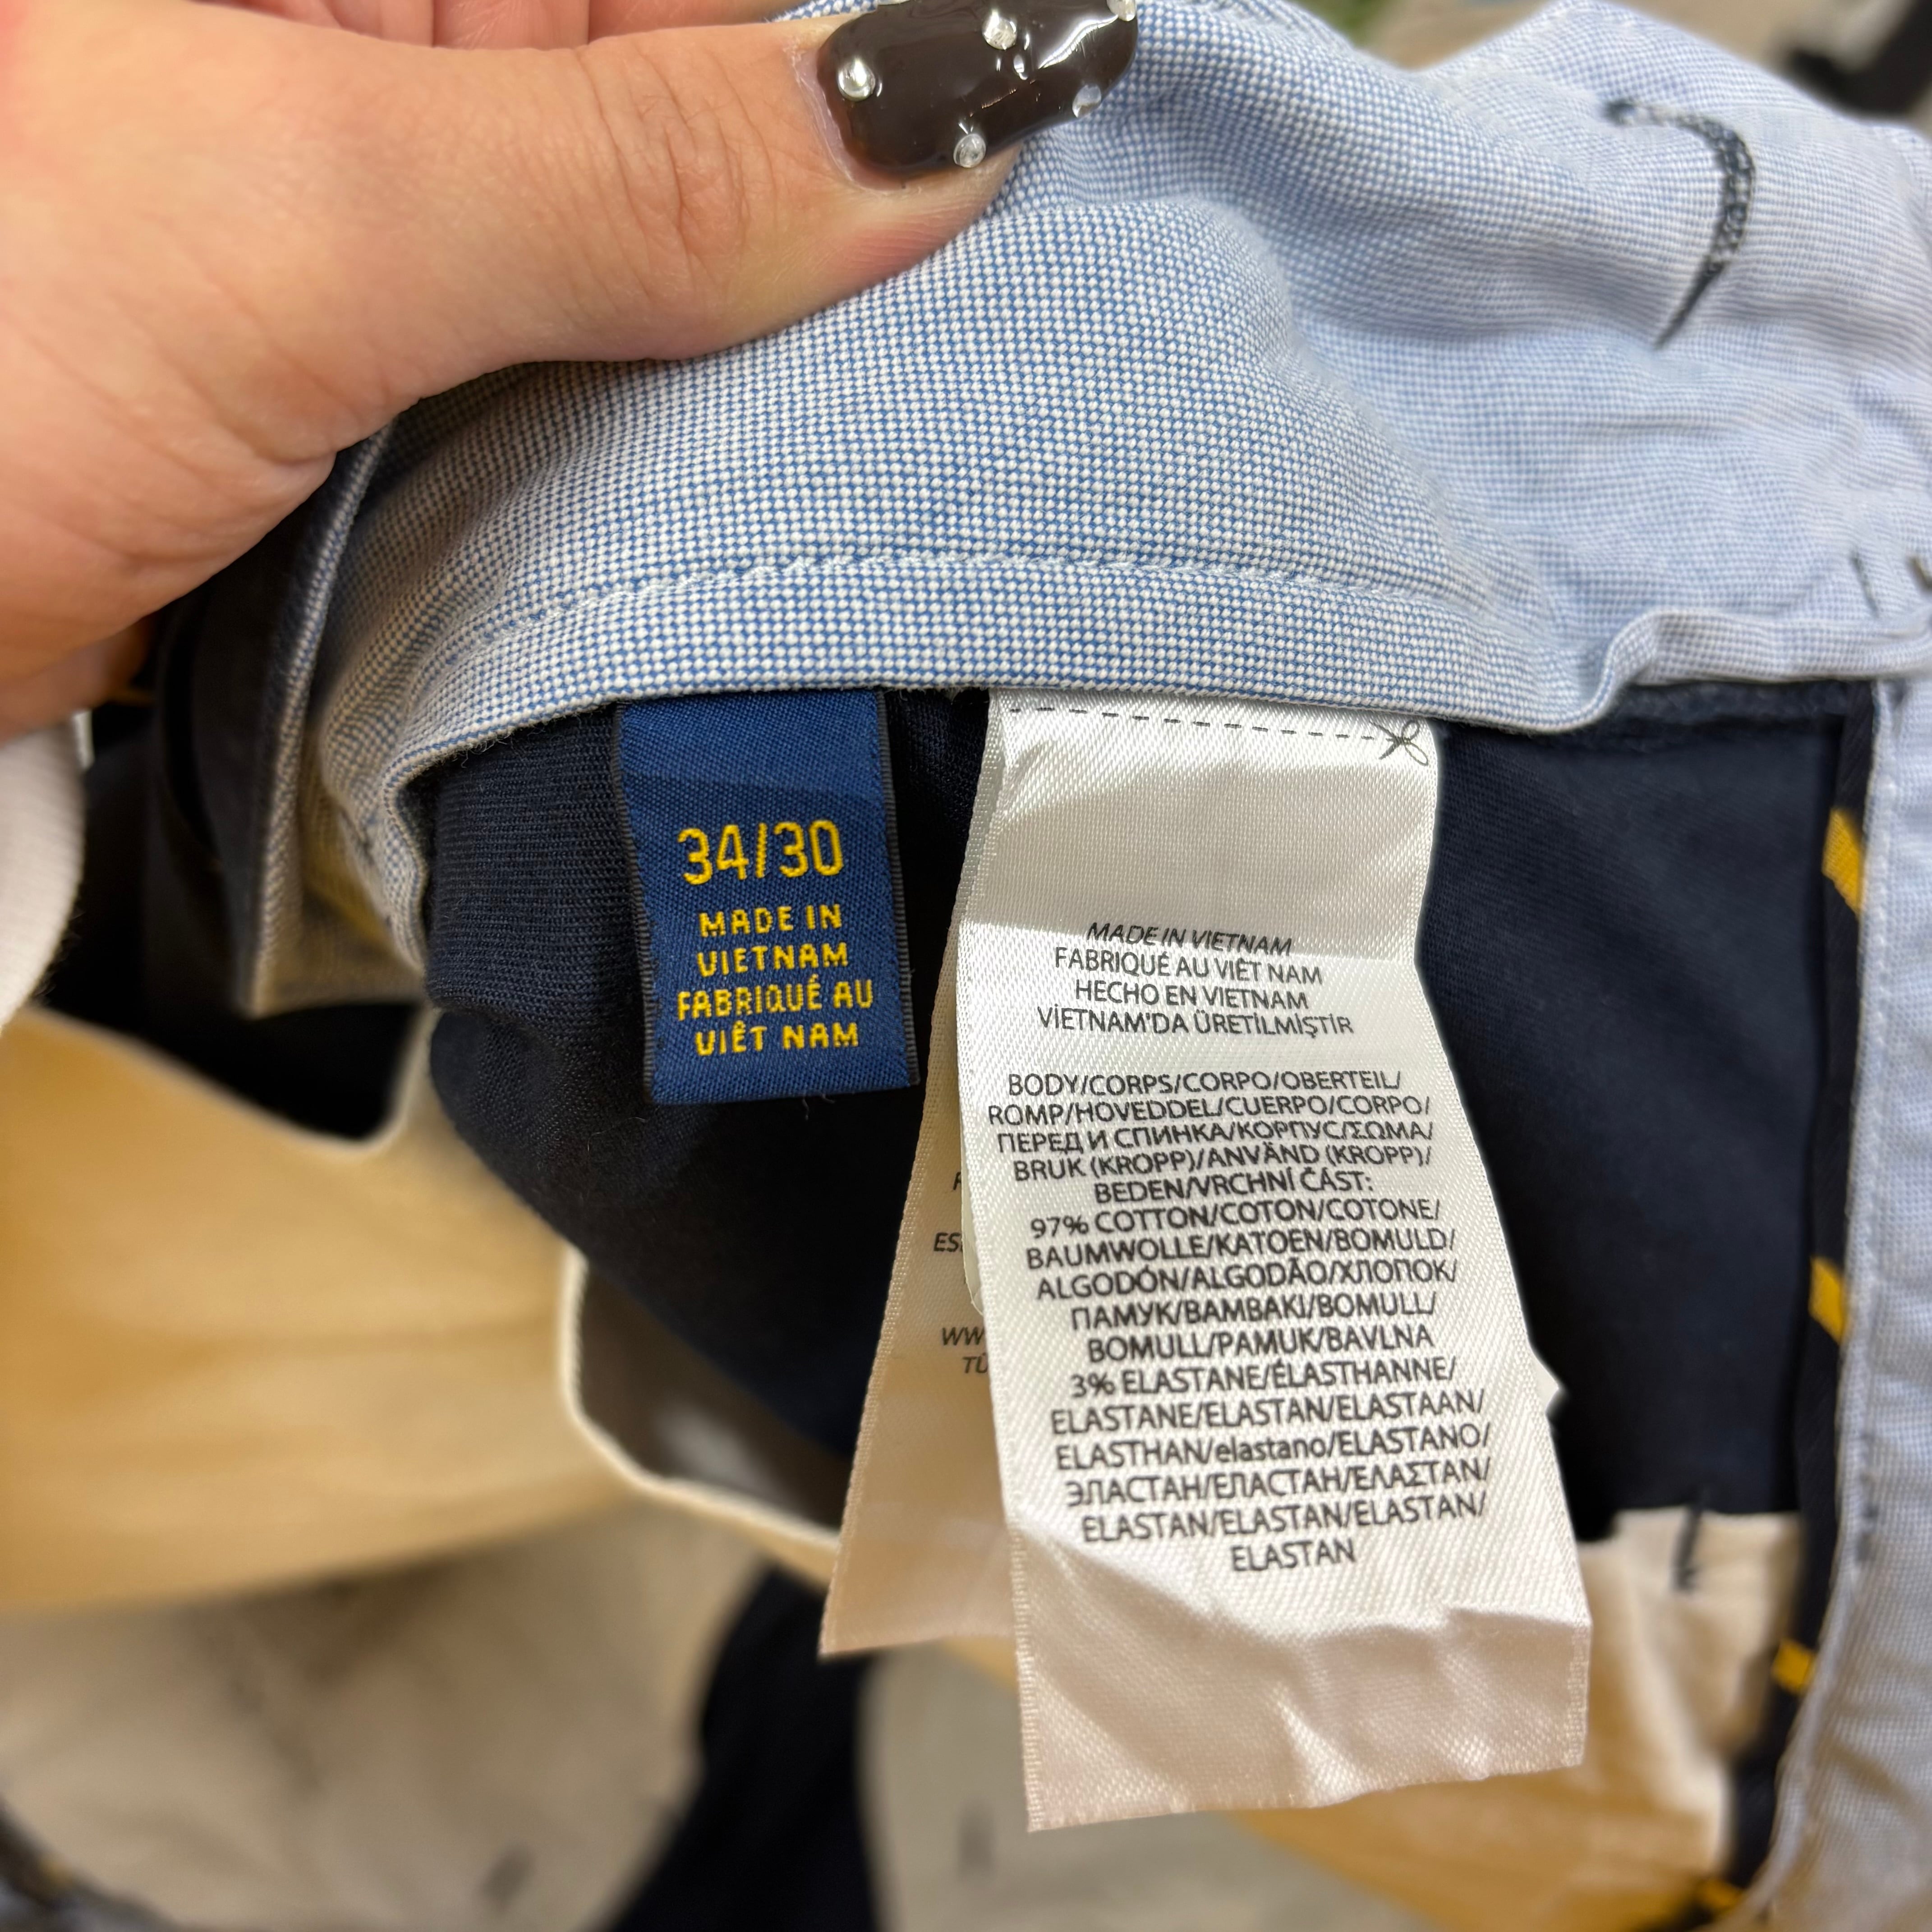 34/30
MADE IN
VIETNAM
FABRIQUÉ AU
VIÊT NAM
MADE IN VIETNAM
FABRIQUÉ AU VIÊT NAM
HECHO EN VIETNAM
VİETNAM'DA ÜRETİLMİŞTİR
BODY/CORPS/CORPO/OBERTEIL/
ROMP/HOVEDDEL/CUERPO/CORPO/
ПЕРЕД И СПИНКА/КОРПУС/ΣΩΜΑ/
BRUK (KROPP)/ANVÄND (KROPP)/
BEDEN/VRCHNÍ ČÁST:
97% COTTON/COTON/COTONE/
BAUMWOLLE/KATOEN/BOMULD/
ALGODÓN/ALGODÃO/ХЛОПОК/
ПАМУК/ΒΑΜΒΑΚΙ/BOMULL/
BOMULL/PAMUK/BAVLNA
3% ELASTANE/ÉLASTHANNE/
ELASTANE/ELASTAN/ELASTAAN/
ELASTHAN/elastano/ELASTANO/
ЭЛАСТАН/ЕЛАСТАН/ΕΛΑΣΤΑΝ/
ELASTAN/ELASTAN/ELASTAN/
ELASTAN